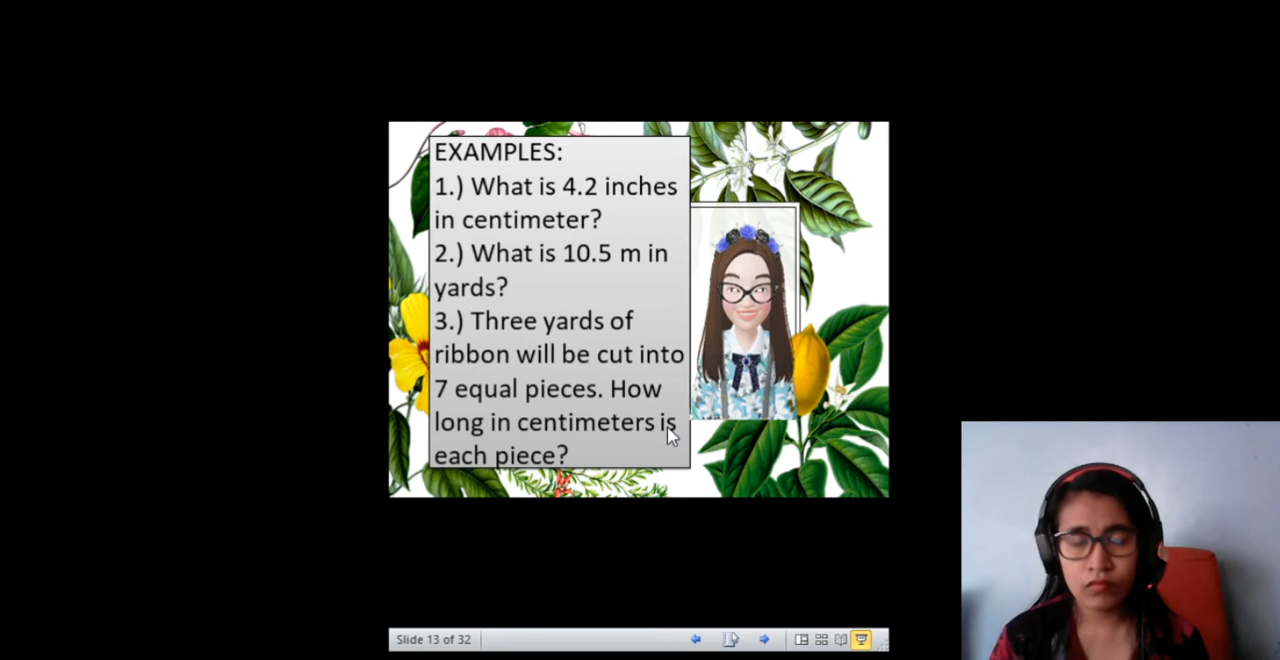 EXAMPLES:
1.) What is 4.2 inches
in centimeter?
2.) What is 10.5 m in
yards?
3.) Three yards of
ribbon will be cut into
7 equal pieces. How
long in centimeters is
each piece?
Slide 13 of 32